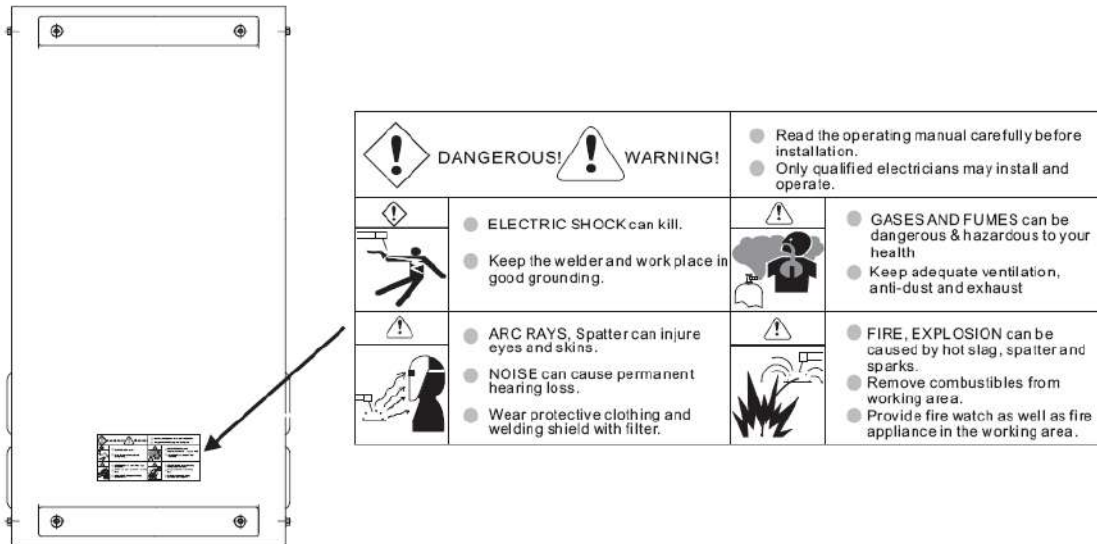 DANGEROUS! WARNING!
Read the operating manual carefully before
installation.
Only qualified electricians may install and
operate.
ELECTRIC SHOCK can kill.
Keep the welder and work place in
good grounding.
GASES AND FUMES can be
dangerous & hazardous to your
health
Keep adequate ventilation,
anti-dust and exhaust
ARC RAYS, Spatter can injure
eyes and skins.
NOISE can cause permanent
hearing loss.
Wear protective clothing and
welding shield with filter.
FIRE, EXPLOSION can be
caused by hot slag, spatter and
sparks.
Remove combustibles from
working area.
Provide fire watch as well as fire
appliance in the working area.